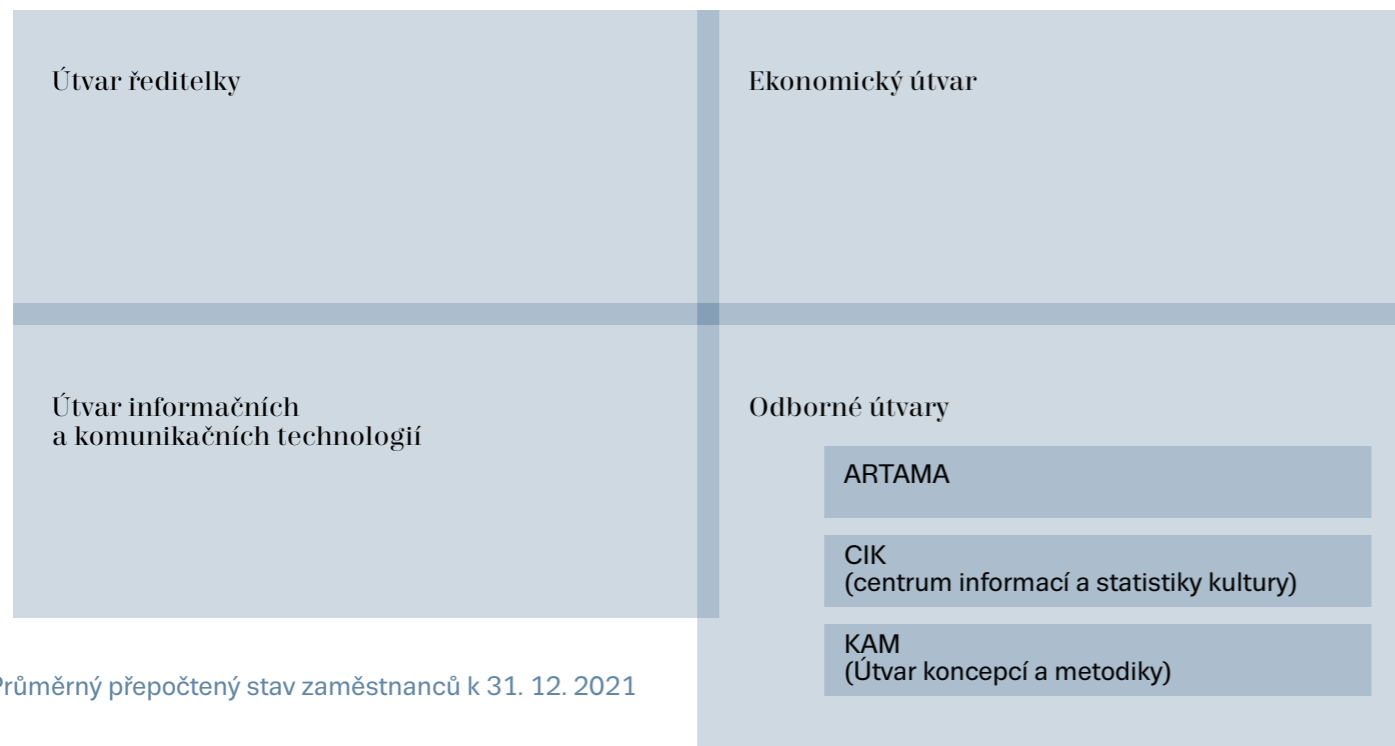 Útvar ředitelky
Ekonomický útvar
Útvar informačních
a komunikačních technologií
Odborné útvary
ARTAMA
CIK
(centrum informací a statistiky kultury)
KAM
(Útvar koncepcí a metodiky)
Průměrný přepočtený stav zaměstnanců k 31. 12. 2021